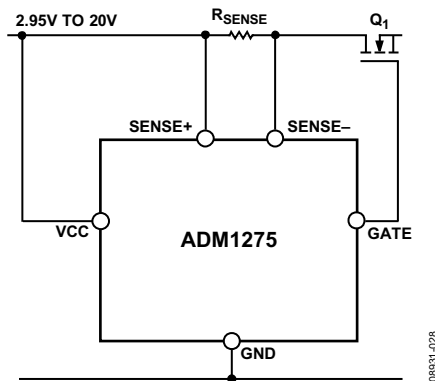 2.95V TO 20V
RSENSE
Q1
SENSE+
SENSE–
VCC
ADM1275
GATE
GND
08931-028